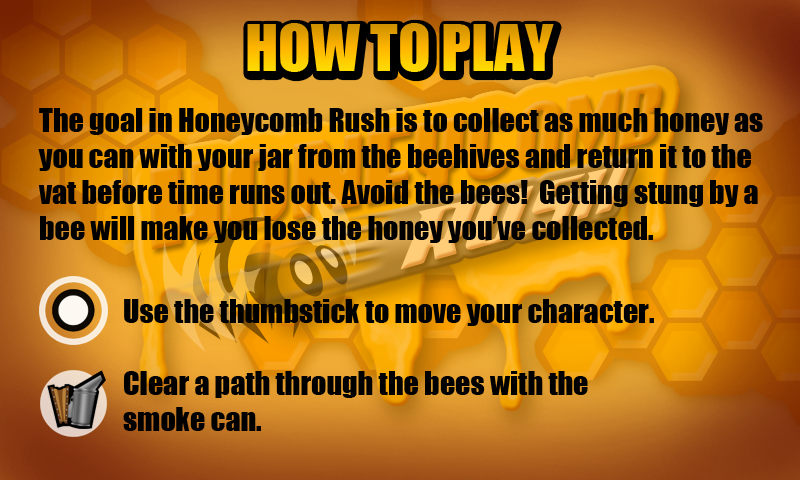 HOW TO PLAY
The goal in Honeycomb Rush is to collect as much honey as
you can with your jar from the beehives and return it to the
vat before time runs out. Avoid the bees!  Getting stung by a
bee will make you lose the honey you've collected.
HONEYCOMB
RUSH
Use the thumbstick to move your character.
Clear a path through the bees with the
smoke can.